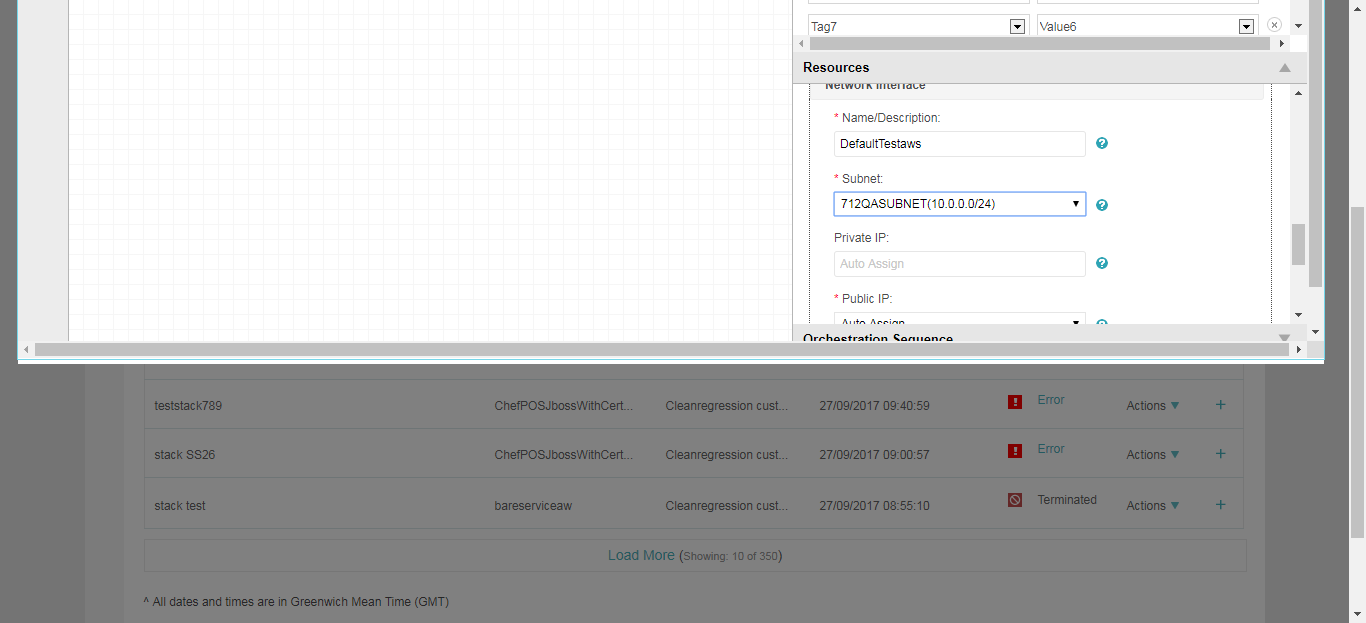 Tag7 Value6
Resources
Network Interface
* Name/Description:
DefaultTestaws
* Subnet:
712QASUBNET(10.0.0.0/24)
Private IP:
Auto Assign
* Public IP:
Auto Assign
Orchestration Sequence
teststack789 ChefPOSJbossWithCert... Cleanregression cust... 27/09/2017 09:40:59 Error Actions
stack SS26 ChefPOSJbossWithCert... Cleanregression cust... 27/09/2017 09:00:57 Error Actions
stack test bareserviceaw Cleanregression cust... 27/09/2017 08:55:10 Terminated Actions
Load More (Showing: 10 of 350)
^ All dates and times are in Greenwich Mean Time (GMT)